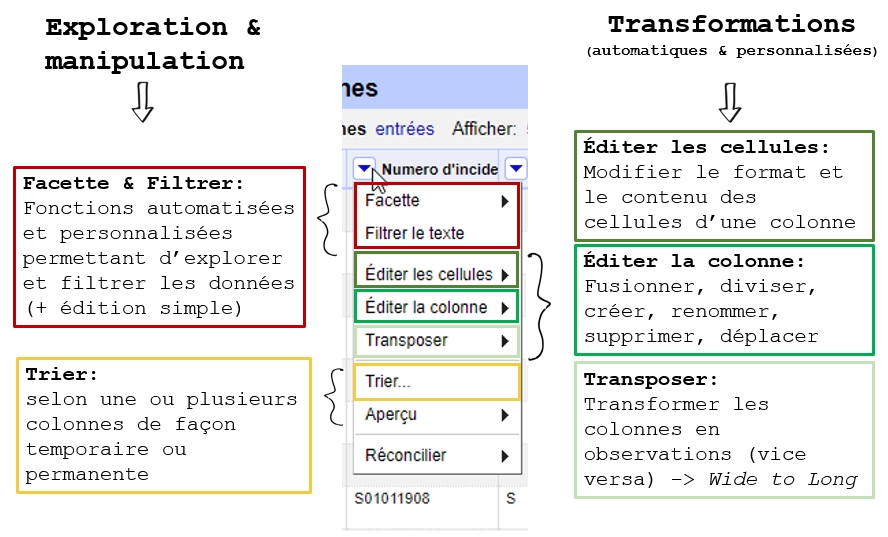 Exploration &
manipulation
Facette & Filtrer:
Fonctions automatisées
et personnalisées
permettant d’explorer
et filtrer les données
(+ édition simple)
Trier:
selon une ou plusieurs
colonnes de façon
temporaire ou
permanente
nes
nes entrées Afficher:
Numero d'incide
Facette
Filtrer le texte
Éditer les cellules
Éditer la colonne
Transposer
Trier...
Aperçu
Réconcilier
S01011908 S
Transformations
(automatiques & personnalisées)
Éditer les cellules:
Modifier le format et
le contenu des
cellules d’une colonne
Éditer la colonne:
Fusionner, diviser,
créer, renommer,
supprimer, déplacer
Transposer:
Transformer les
colonnes en
observations (vice
versa) -> Wide to Long